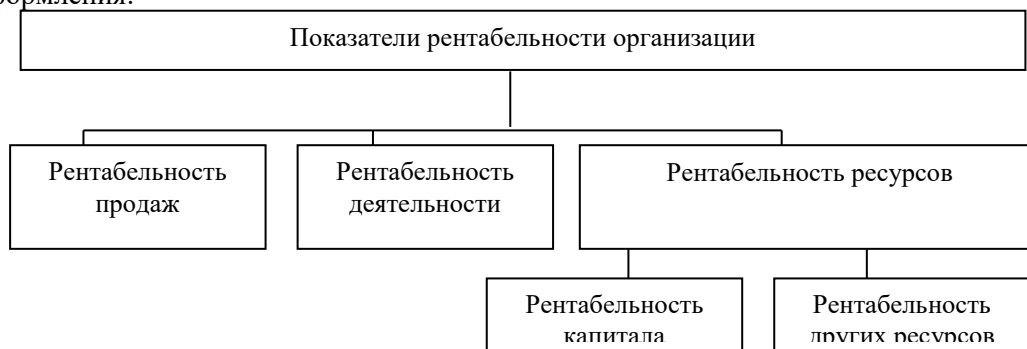 Показатели рентабельности организации
Рентабельность
продаж
Рентабельность
деятельности
Рентабельность ресурсов
Рентабельность
капитала
Рентабельность
других ресурсов